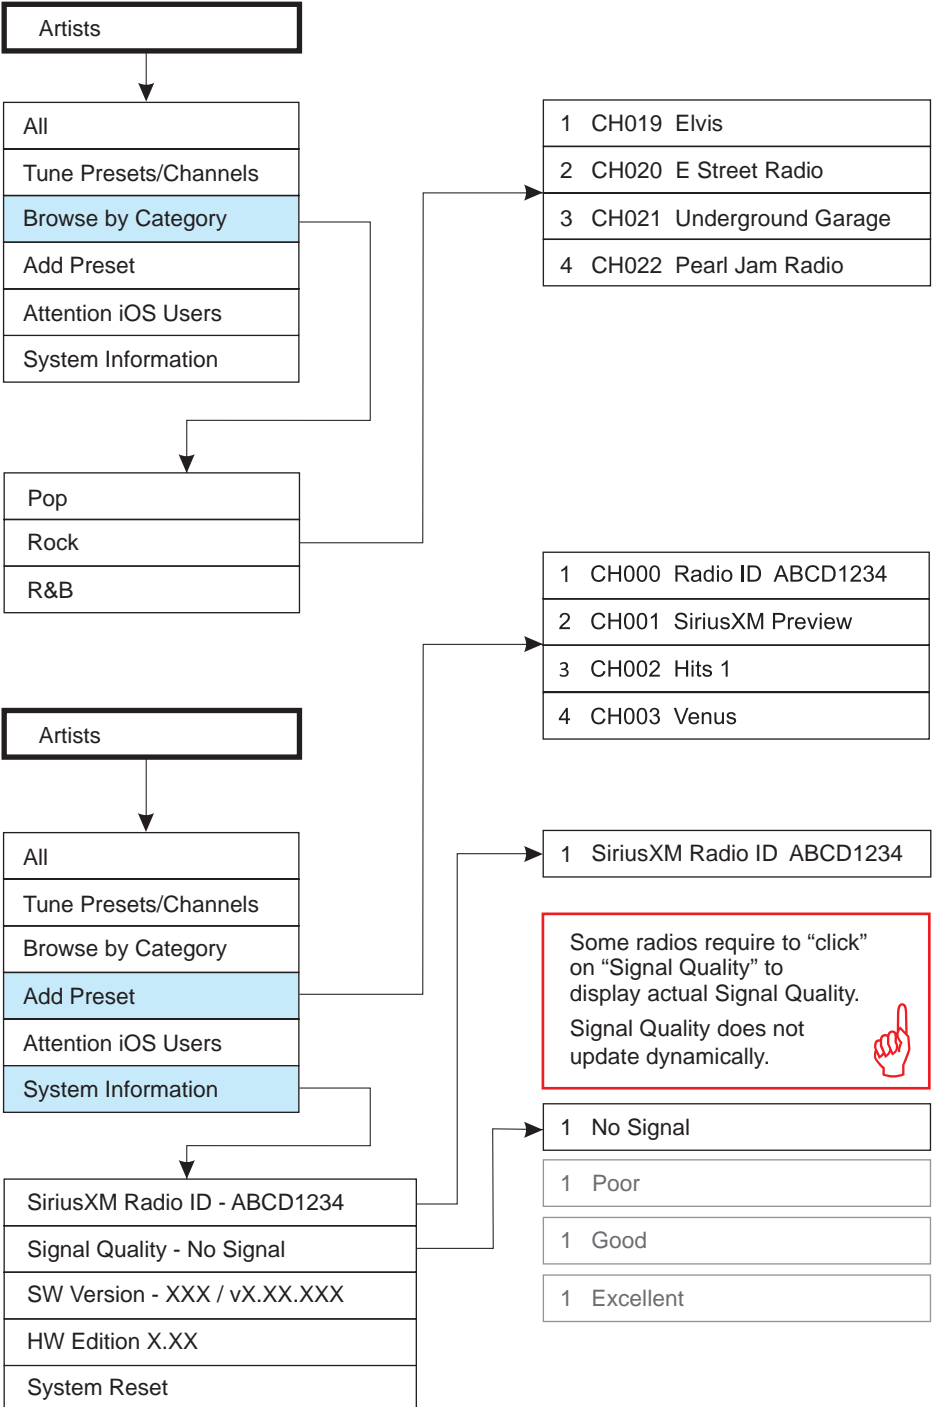 Artists
All
Tune Presets/Channels
Browse by Category
Add Preset
Attention iOS Users
System Information
1 CH019 Elvis
2 CH020 E Street Radio
3 CH021 Underground Garage
4 CH022 Pearl Jam Radio
Pop
Rock
R&B
1 CH000 Radio ID ABCD1234
2 CH001 SiriusXM Preview
3 CH002 Hits 1
4 CH003 Venus
Artists
All
Tune Presets/Channels
Browse by Category
Add Preset
Attention iOS Users
System Information
1 SiriusXM Radio ID ABCD1234
Some radios require to “click”
on “Signal Quality” to
display actual Signal Quality.
Signal Quality does not
update dynamically.
SiriusXM Radio ID - ABCD1234
Signal Quality - No Signal
SW Version - XXX / vX.XX.XXX
HW Edition X.XX
System Reset
1 No Signal
1 Poor
1 Good
1 Excellent